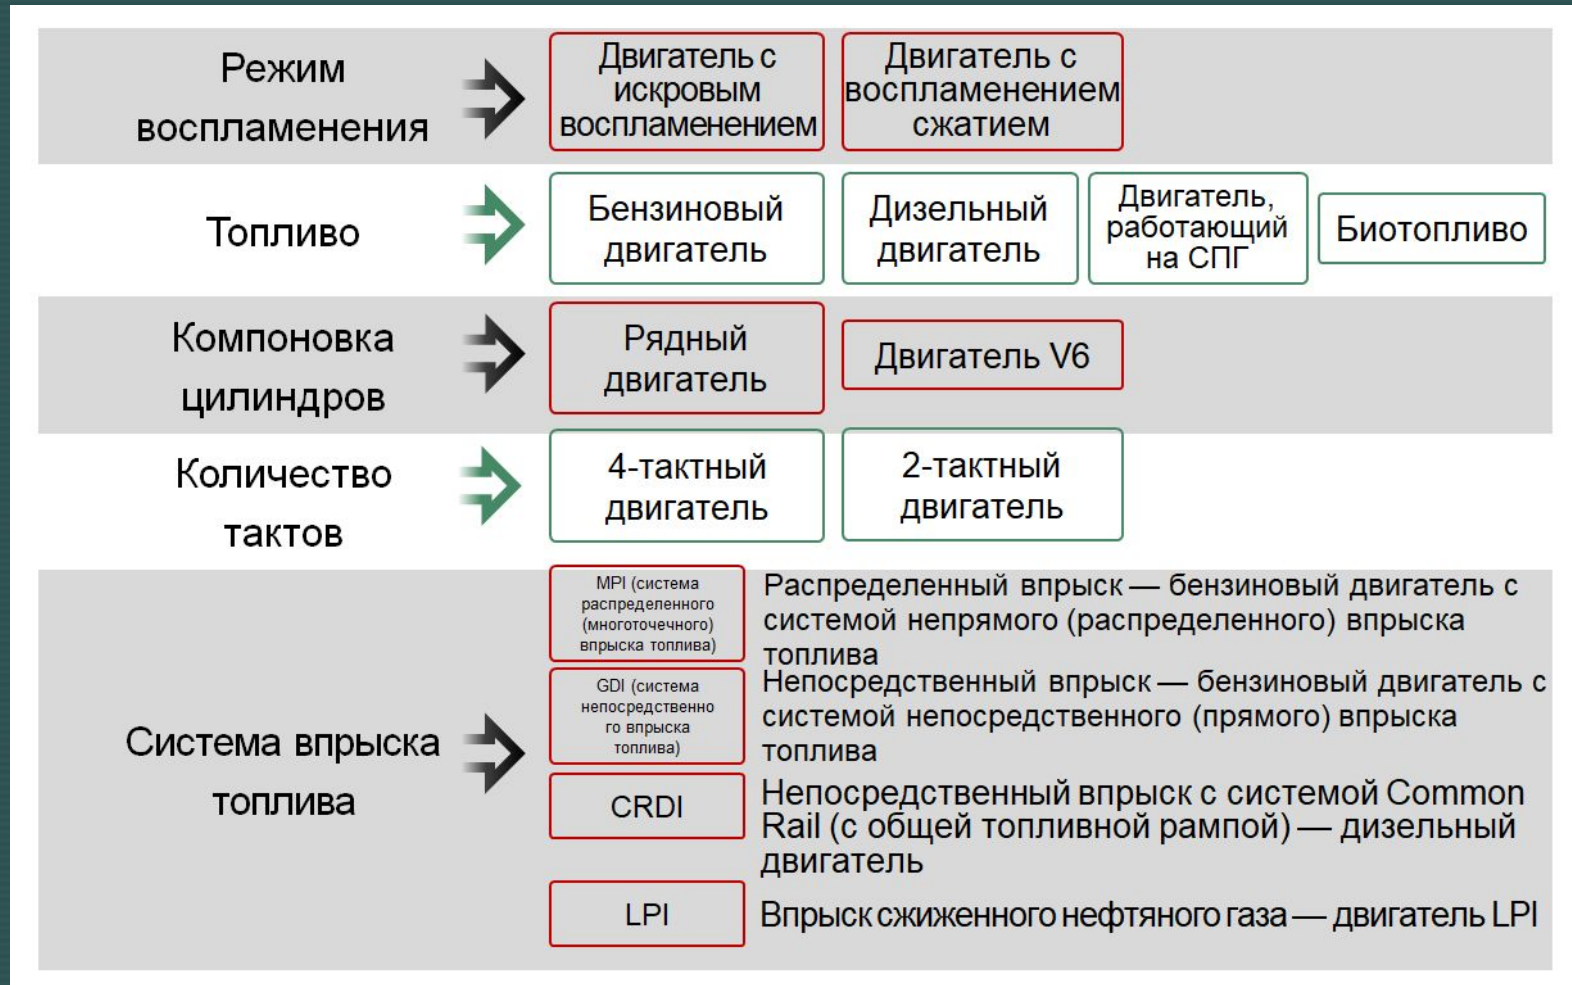 Режим
воспламенения
Двигатель с
искровым
воспламенением
Двигатель с
воспламенением
сжатием
Топливо
Бензиновый
двигатель
Дизельный
двигатель
Двигатель,
работающий
на СПГ
Биотопливо
Компоновка
цилиндров
Рядный
двигатель
Двигатель V6
Количество
тактов
4-тактный
двигатель
2-тактный
двигатель
Система впрыска
топлива
MPI (система
распределенного
(многоточечного)
впрыска топлива)
Распределенный впрыск — бензиновый двигатель с
системой непрямого (распределенного) впрыска
топлива
GDI (система
непосредственно
го впрыска
топлива)
Непосредственный впрыск — бензиновый двигатель с
системой непосредственного (прямого) впрыска
топлива
CRDI
Непосредственный впрыск с системой Common
Rail (с общей топливной рампой) — дизельный
двигатель
LPI
Впрыск сжиженного нефтяного газа — двигатель LPI